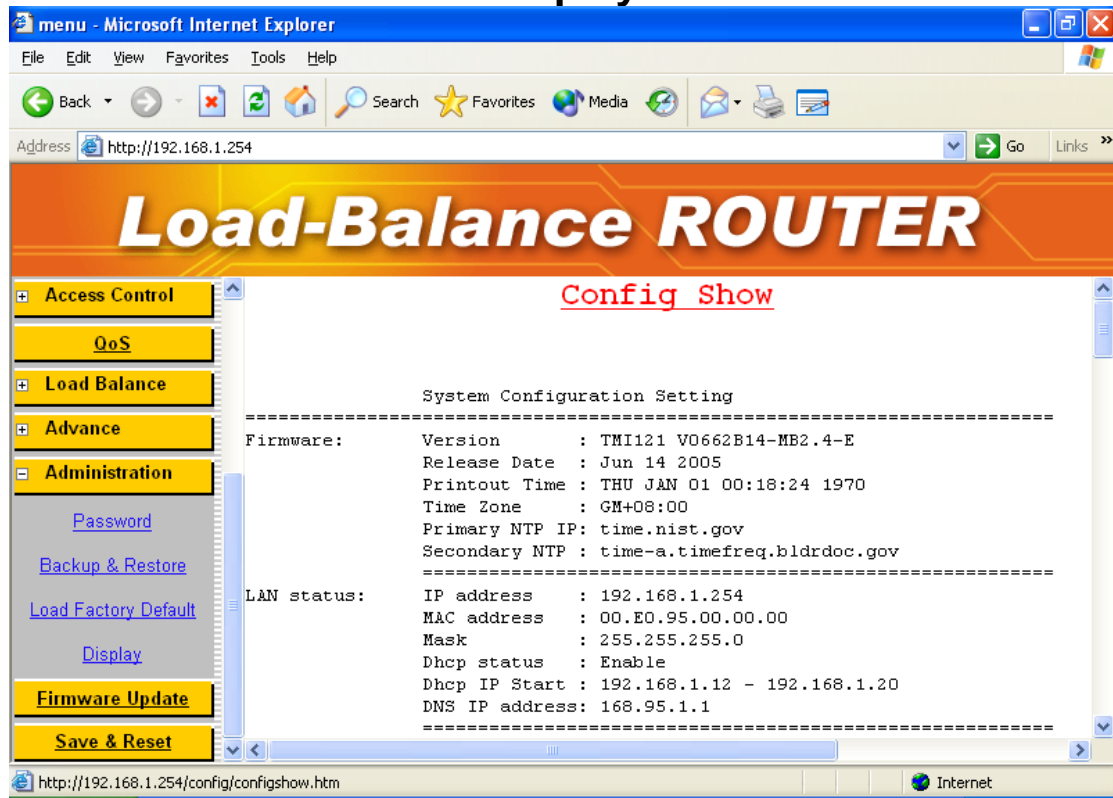 menu - Microsoft Internet Explorer
File Edit View Favorites Tools Help
Back Search Favorites Media
Address http://192.168.1.254 Go Links »
Load-Balance ROUTER
Access Control
QoS
Load Balance
Advance
Administration
Password
Backup & Restore
Load Factory Default
Display
Firmware Update
Save & Reset
Config Show
System Configuration Setting
=========================================================================
Firmware: Version : TMI121 V0662B14-MB2.4-E
Release Date : Jun 14 2005
Printout Time : THU JAN 01 00:18:24 1970
Time Zone : GM+08:00
Primary NTP IP: time.nist.gov
Secondary NTP : time-a.timefreq.bldrdoc.gov
=========================================================
LAN status: IP address : 192.168.1.254
MAC address : 00.E0.95.00.00.00
Mask : 255.255.255.0
Dhcp status : Enable
Dhcp IP Start : 192.168.1.12 - 192.168.1.20
DNS IP address: 168.95.1.1
=========================================================
http://192.168.1.254/config/configshow.htm Internet